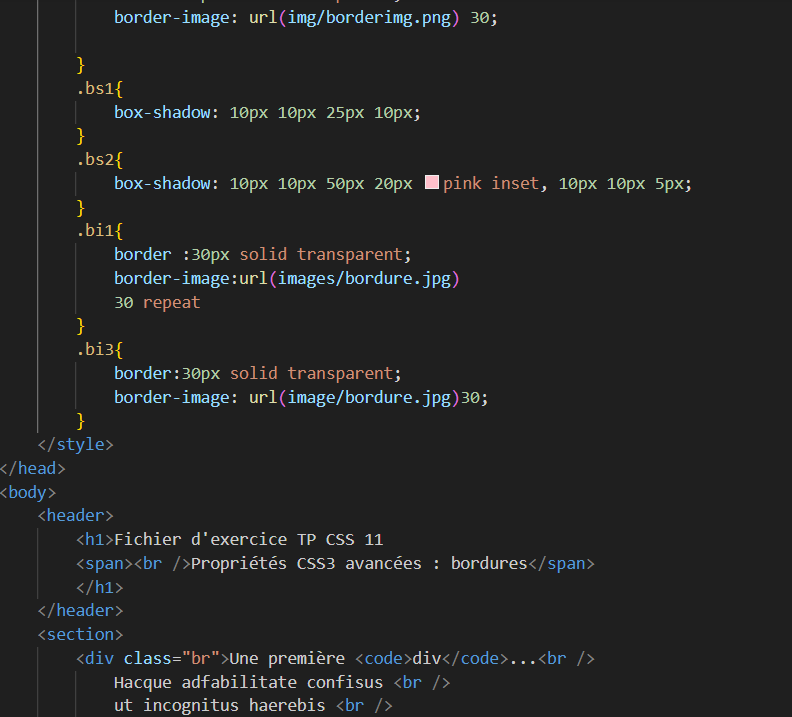 border-image: url(img/borderimg.png) 30;
}
.bs1{
box-shadow: 10px 10px 25px 10px;
}
.bs2{
box-shadow: 10px 10px 50px 20px pink inset, 10px 10px 5px;
}
.bi1{
border :30px solid transparent;
border-image:url(images/bordure.jpg)
30 repeat
}
.bi3{
border:30px solid transparent;
border-image: url(image/bordure.jpg)30;
}
</style>
</head>
<body>
<header>
<h1>Fichier d'exercice TP CSS 11
<span><br />Propriétés CSS3 avancées : bordures</span>
</h1>
</header>
<section>
<div class="br">Une première <code>div</code>...<br />
Hacque adfabilitate confisus <br />
ut incognitus haerebis <br />